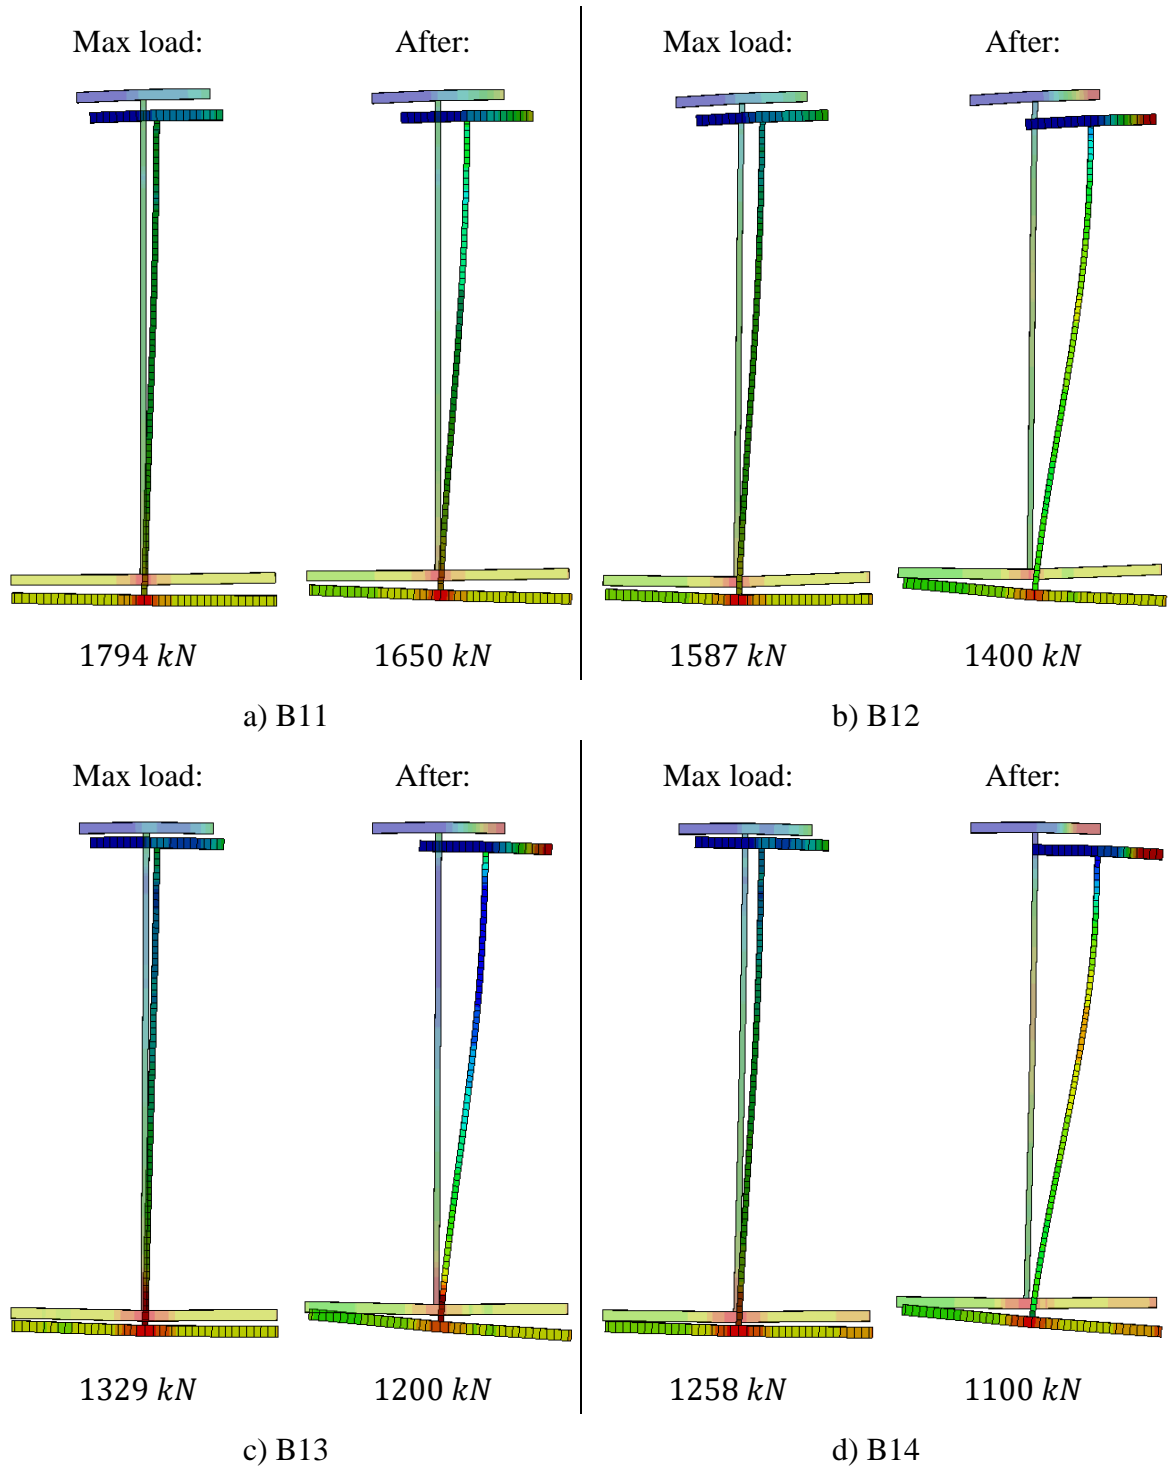 Max load:
After:
Max load:
After:
1794 kN
1650 kN
1587 kN
1400 kN
a) B11
b) B12
Max load:
After:
Max load:
After:
1329 kN
1200 kN
1258 kN
1100 kN
c) B13
d) B14